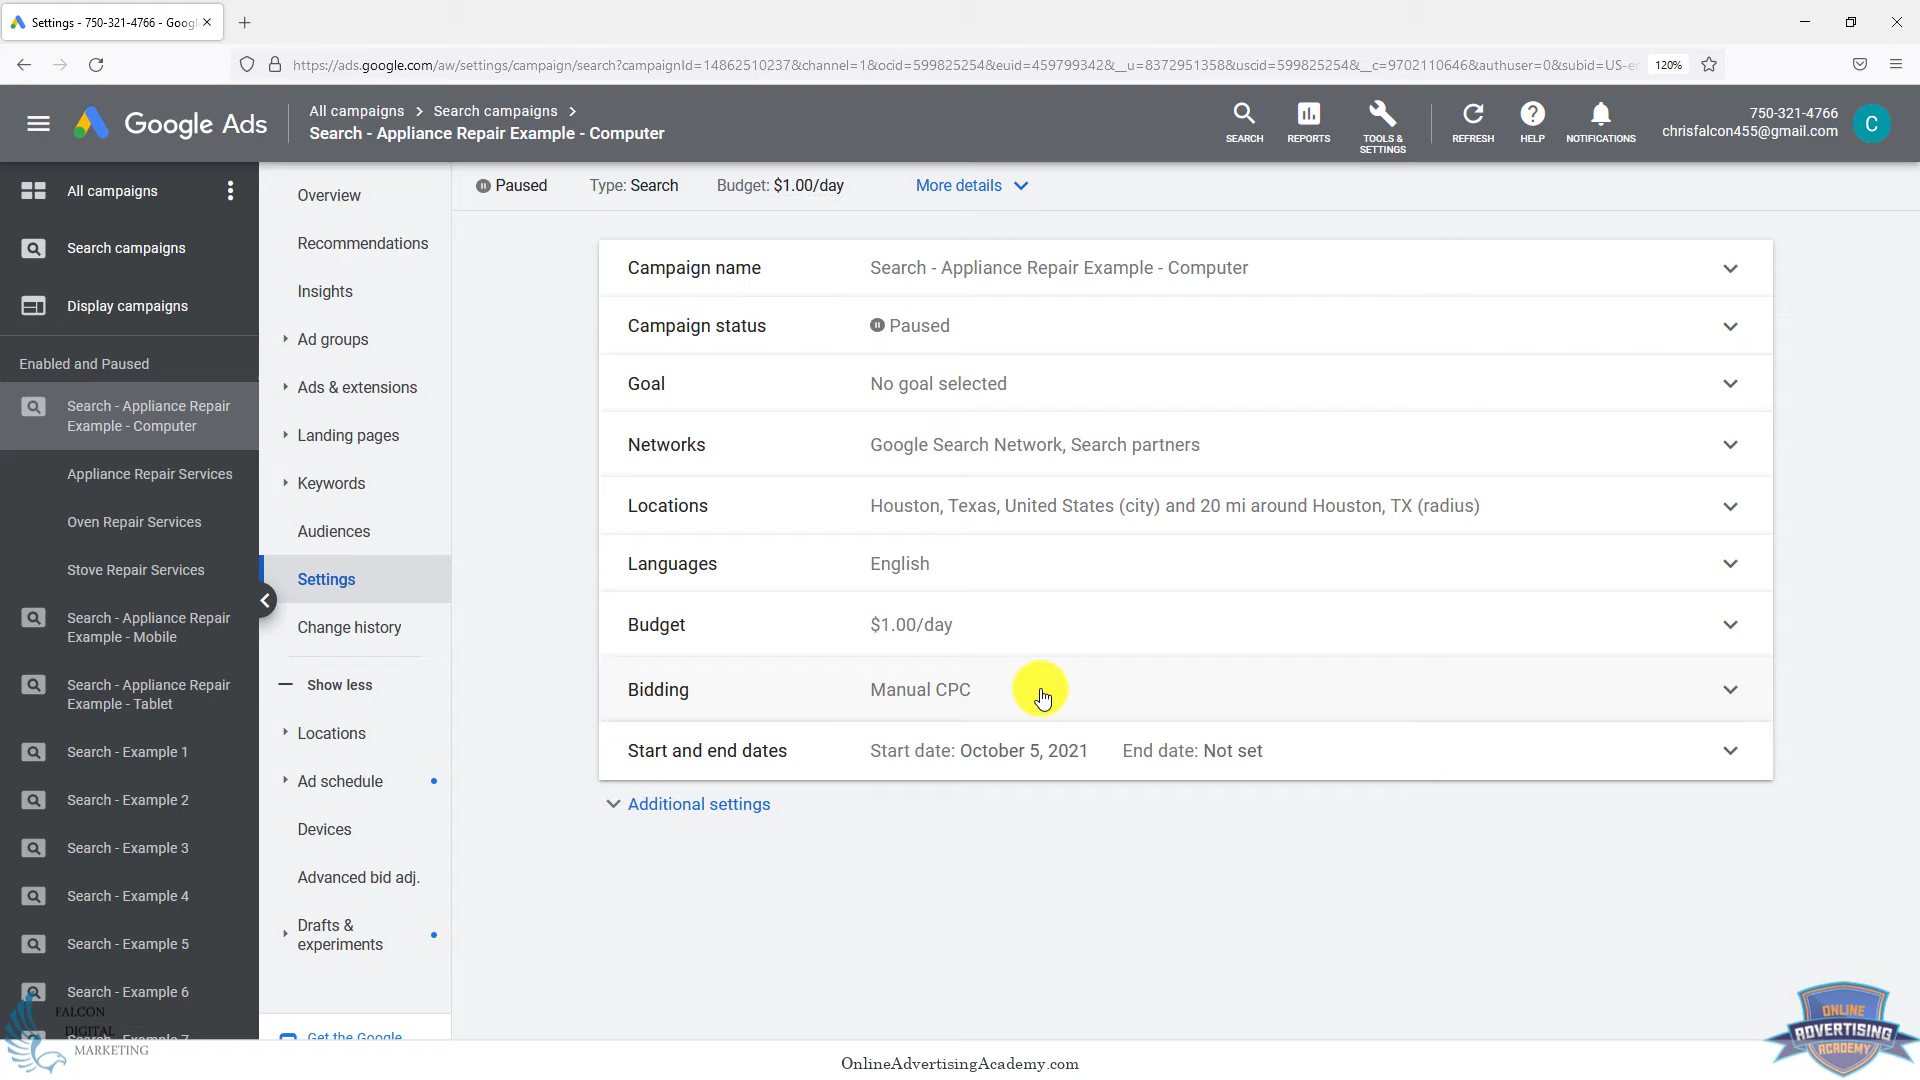 Settings - 750-321-4766 - Goog
https://ads.google.com/aw/settings/campaign/search?campaignId=14862510237&channel=1&ocid=599825254&euid=459799342&__u=8372951358&uscid=599825254&__c=9702110646&authuser=0&subid=US-e
120%
Google Ads
All campaigns > Search campaigns >
Search - Appliance Repair Example - Computer
SEARCH
REPORTS
TOOLS &
SETTINGS
REFRESH
HELP
NOTIFICATIONS
750-321-4766
chrisfalcon455@gmail.com
C
All campaigns
Search campaigns
Display campaigns
Enabled and Paused
Search - Appliance Repair
Example - Computer
Appliance Repair Services
Oven Repair Services
Stove Repair Services
Search - Appliance Repair
Example - Mobile
Search - Appliance Repair
Example - Tablet
Search - Example 1
Search - Example 2
Search - Example 3
Search - Example 4
Search - Example 5
Search - Example 6
Search - Example 7
Overview
Recommendations
Insights
Ad groups
Ads & extensions
Landing pages
Keywords
Audiences
Settings
Change history
Show less
Locations
Ad schedule
Devices
Advanced bid adj.
Drafts &
experiments
Get the Google
Paused Type: Search Budget: $1.00/day More details
Campaign name Search - Appliance Repair Example - Computer
Campaign status Paused
Goal No goal selected
Networks Google Search Network, Search partners
Locations Houston, Texas, United States (city) and 20 mi around Houston, TX (radius)
Languages English
Budget $1.00/day
Bidding Manual CPC
Start and end dates Start date: October 5, 2021 End date: Not set
Additional settings
FALCON
DIGITAL
MARKETING
OnlineAdvertisingAcademy.com
ONLINE
ADVERTISING
ACADEMY